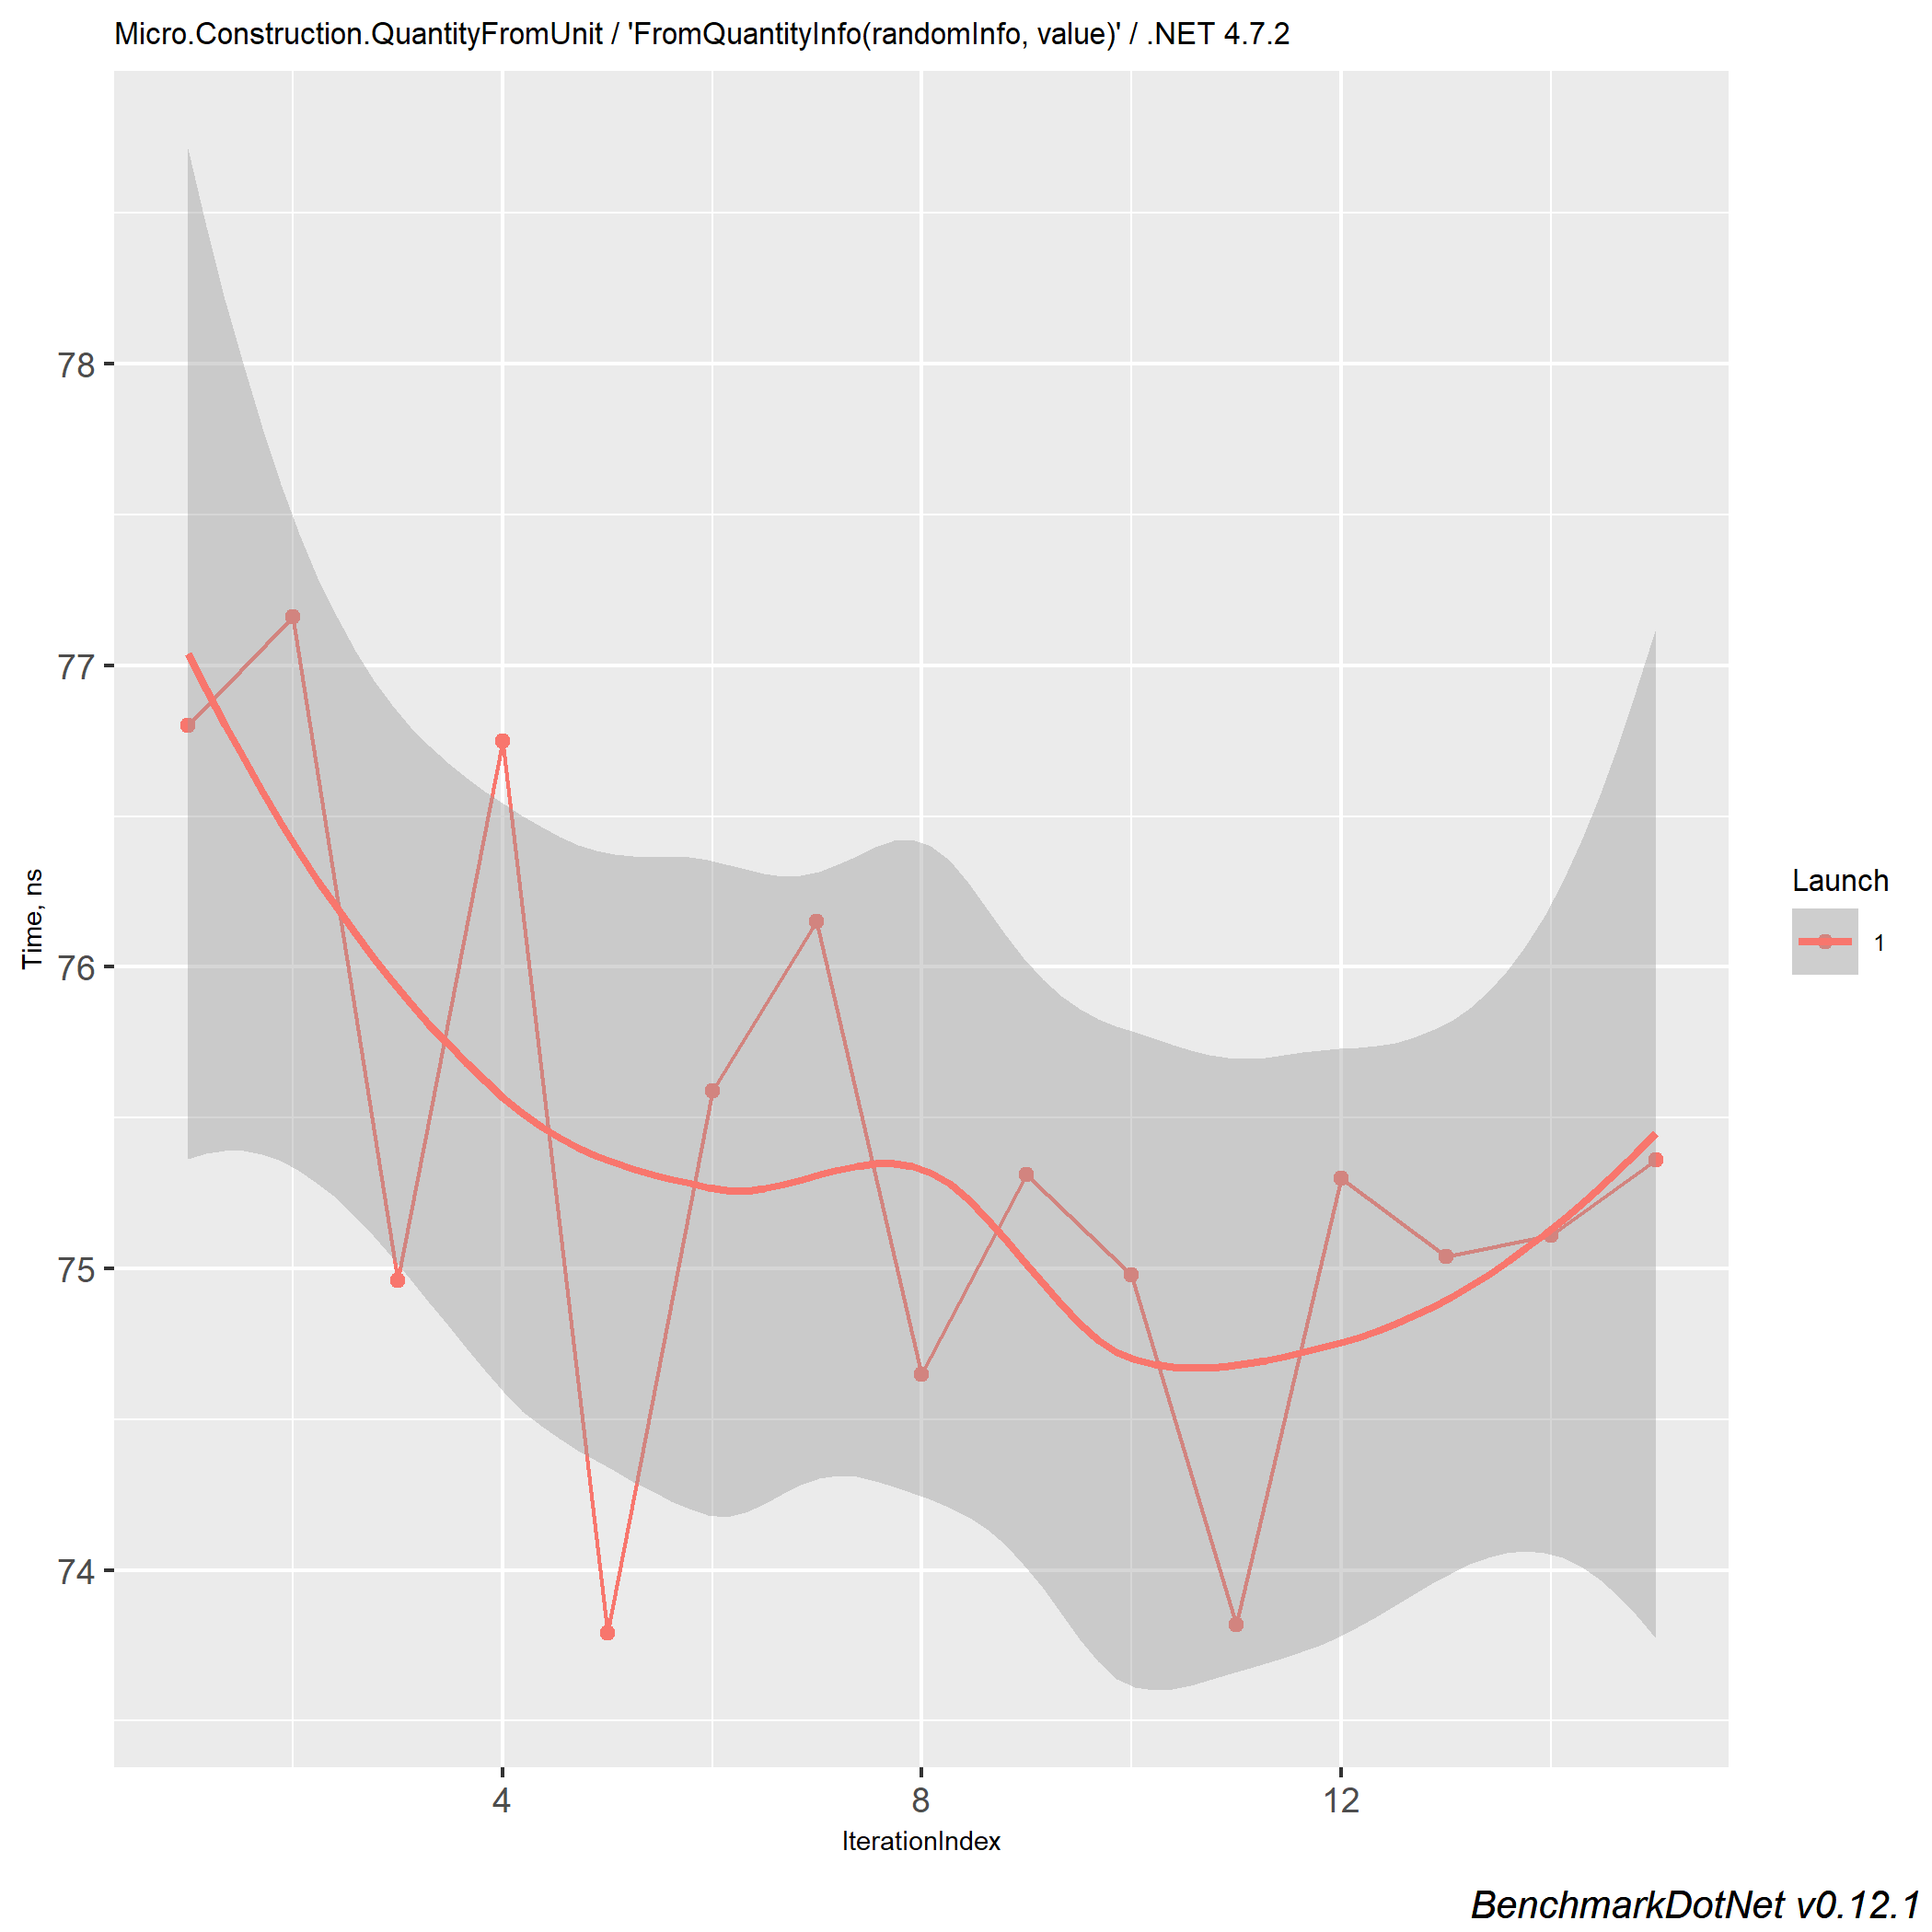 Micro.Construction.QuantityFromUnit / 'FromQuantityInfo(randomInfo, value)' / .NET 4.7.2
78
77
76
75
74
Time, ns
4
8
12
IterationIndex
Launch
1
BenchmarkDotNet v0.12.1